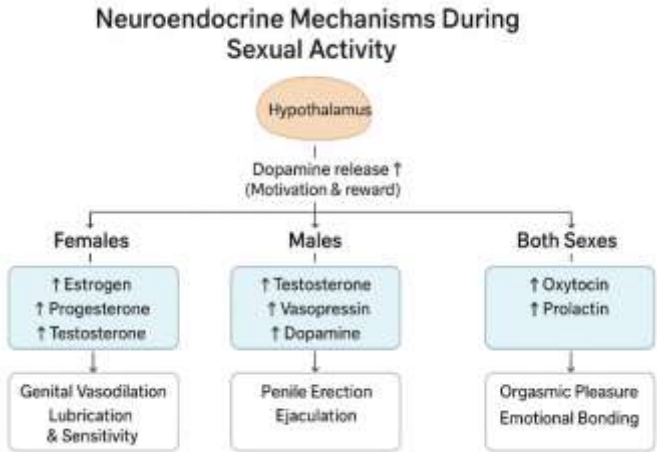 Neuroendocrine Mechanisms During
Sexual Activity
Hypothalamus
Dopamine release ↑
(Motivation & reward)
Females
↑ Estrogen
↑ Progesterone
↑ Testosterone
Genital Vasodilation
Lubrication
& Sensitivity
Males
↑ Testosterone
↑ Vasopressin
↑ Dopamine
Penile Erection
Ejaculation
Both Sexes
↑ Oxytocin
↑ Prolactin
Orgasmic Pleasure
Emotional Bonding